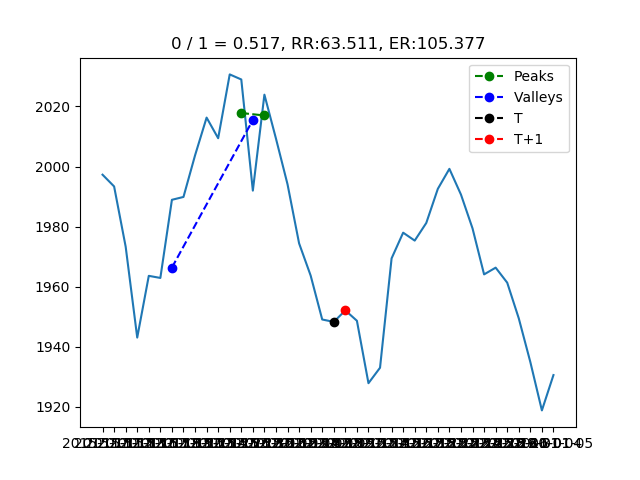 0 / 1 = 0.517, RR:63.511, ER:105.377
Peaks
Valleys
T
T+1
2020
2000
1980
1960
1940
1920